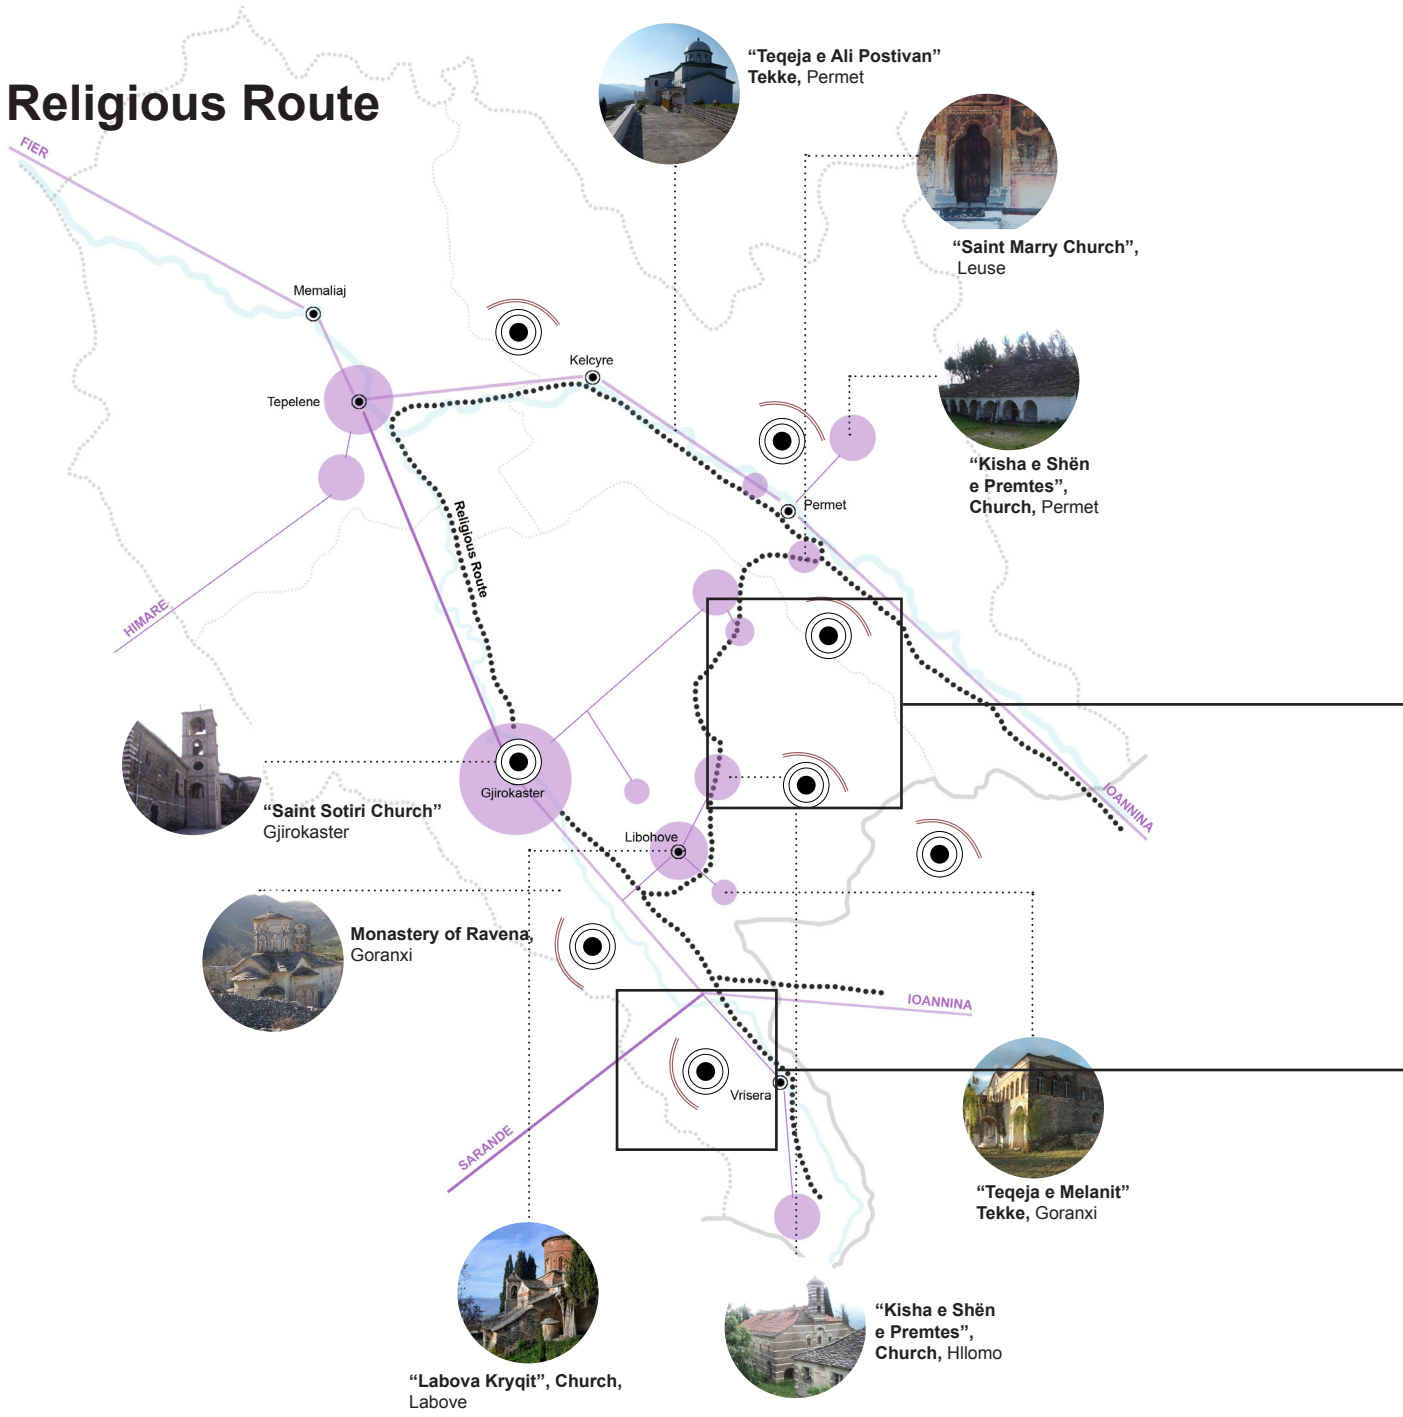 Religious Route
“Teqeja e Ali Postivan”
Tekke, Permet
FIER
“Saint Marry Church”,
Leuse
Memaliaj
Kelcyre
Tepelene
“Kisha e Shën
e Premtes”,
Church, Permet
Permet
Religious Route
HIMARE
“Saint Sotiri Church”
Gjirokaster
Gjirokaster
IOANNINA
Libohove
Monastery of Ravena,
Goranxi
IOANNINA
Vrisera
SARANDE
“Teqeja e Melanit”
Tekke, Goranxi
“Labova Kryqit”, Church,
Labove
“Kisha e Shën
e Premtes”,
Church, Hllomo